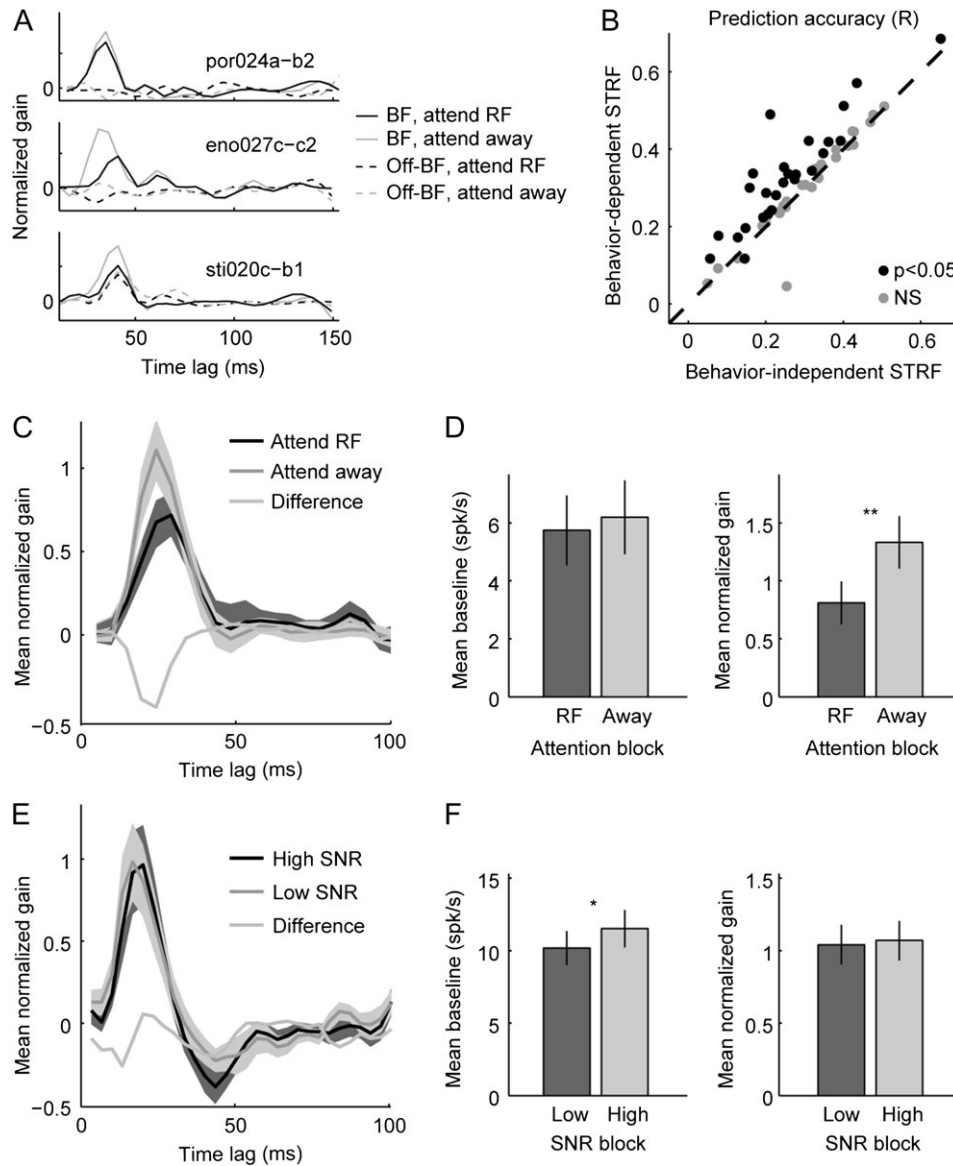 A
Normalized gain
0
por024a−b2
0
eno027c−c2
0
sti020c−b1
50
100
150
Time lag (ms)
BF, attend RF
BF, attend away
Off-BF, attend RF
Off-BF, attend away
B
Prediction accuracy (R)
Behavior-dependent STRF
0.6
0.4
0.2
0
p<0.05
NS
0
0.2
0.4
0.6
Behavior-independent STRF
C
Mean normalized gain
1
0.5
0
−0.5
Attend RF
Attend away
Difference
0
50
100
Time lag (ms)
D
Mean baseline (spk/s)
6
4
2
0
RF
Away
Attention block
Mean normalized gain
1.5
1
0.5
0
**
RF
Away
Attention block
E
Mean normalized gain
1
0.5
0
−0.5
High SNR
Low SNR
Difference
0
50
100
Time lag (ms)
F
Mean baseline (spk/s)
15
10
5
0
*
Low
High
SNR block
Mean normalized gain
1.5
1
0.5
0
Low
High
SNR block